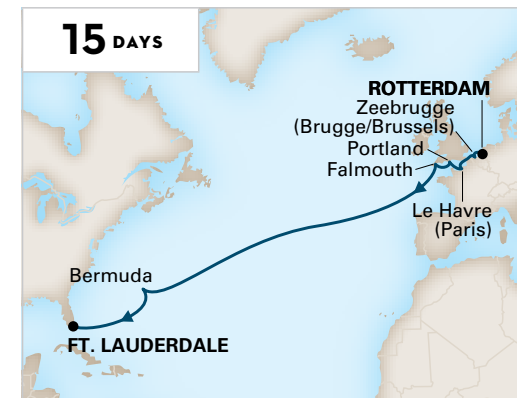 15 DAYS
ROTTERDAM
Zeebrugge
(Brugge/Brussels)
Portland
Falmouth
Le Havre
(Paris)
Bermuda
FT. LAUDERDALE